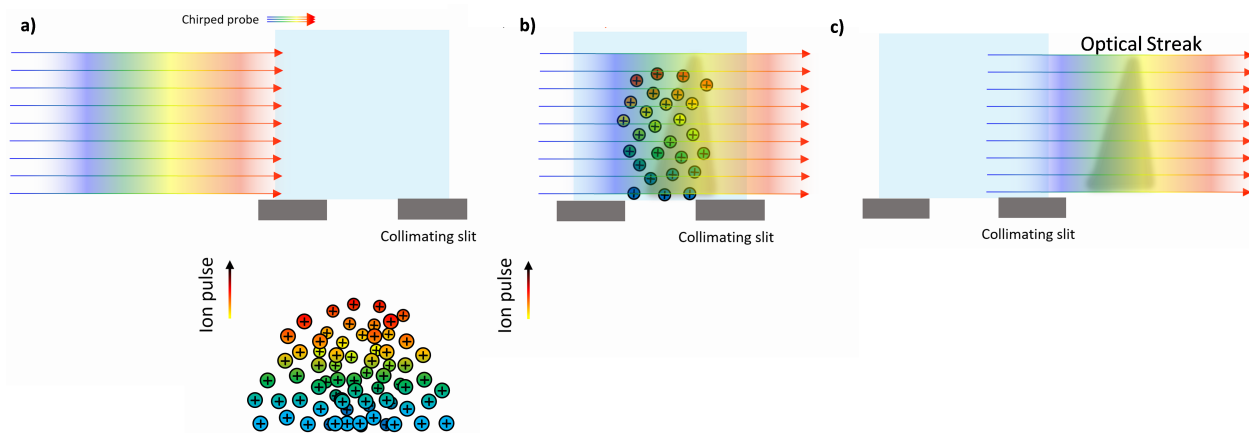 a)
Chirped probe
Collimating slit
Ion pulse
b)
Collimating slit
Ion pulse
c)
Optical Streak
Collimating slit